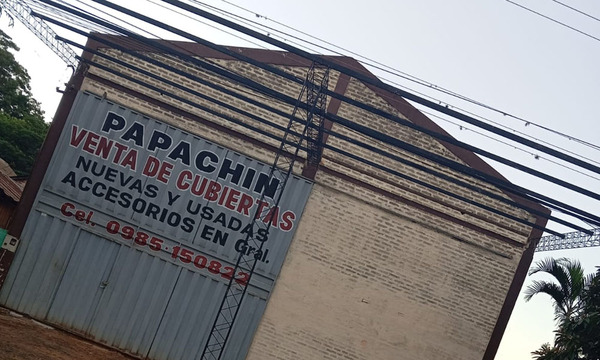 PAPACHIN
VENTA DE CUBIERTAS
NUEVAS Y USADAS
ACCESORIOS EN Gral.
Cel. 0985-150822